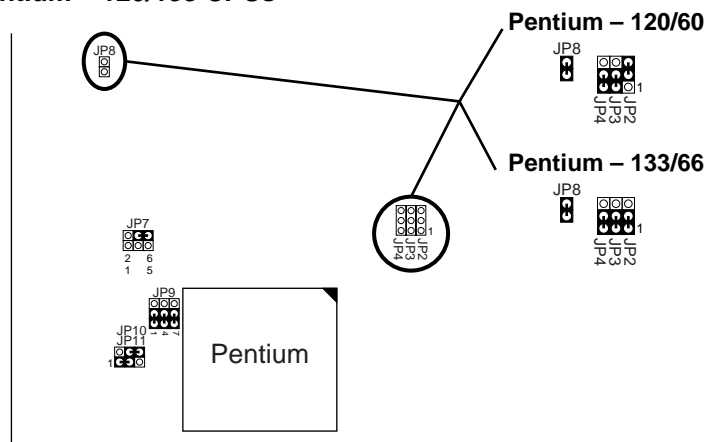 Pentium – 120/60
JP8
1
JP4
JP3
JP2
Pentium – 133/66
JP8
1
JP4
JP3
JP2
JP8
1
JP4
JP3
JP2
JP7
2 6
1 5
JP9
1 4 7
JP10
JP11
1
Pentium